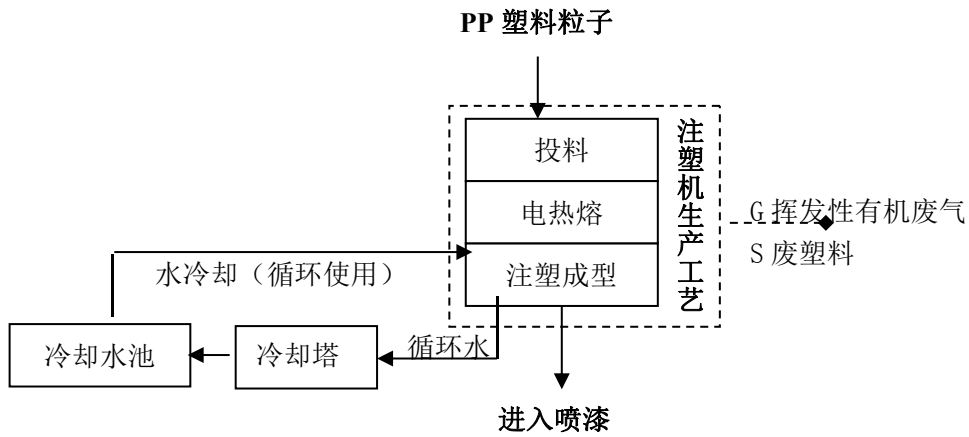 PP 塑料粒子
投料
电热熔
注塑成型
注塑机生产工艺
G 挥发性有机废气
S 废塑料
水冷却（循环使用）
冷却水池
冷却塔
循环水
进入喷漆